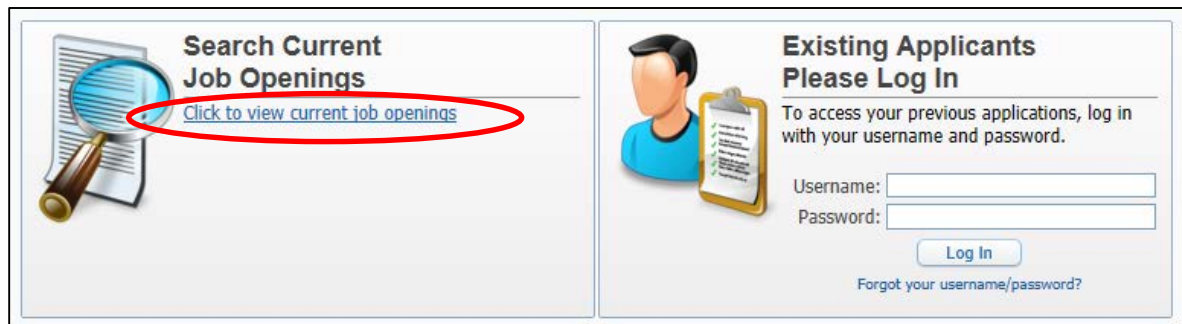 Search Current
Job Openings
Click to view current job openings
Existing Applicants
Please Log In
To access your previous applications, log in
with your username and password.
Username:
Password:
Log In
Forgot your username/password?